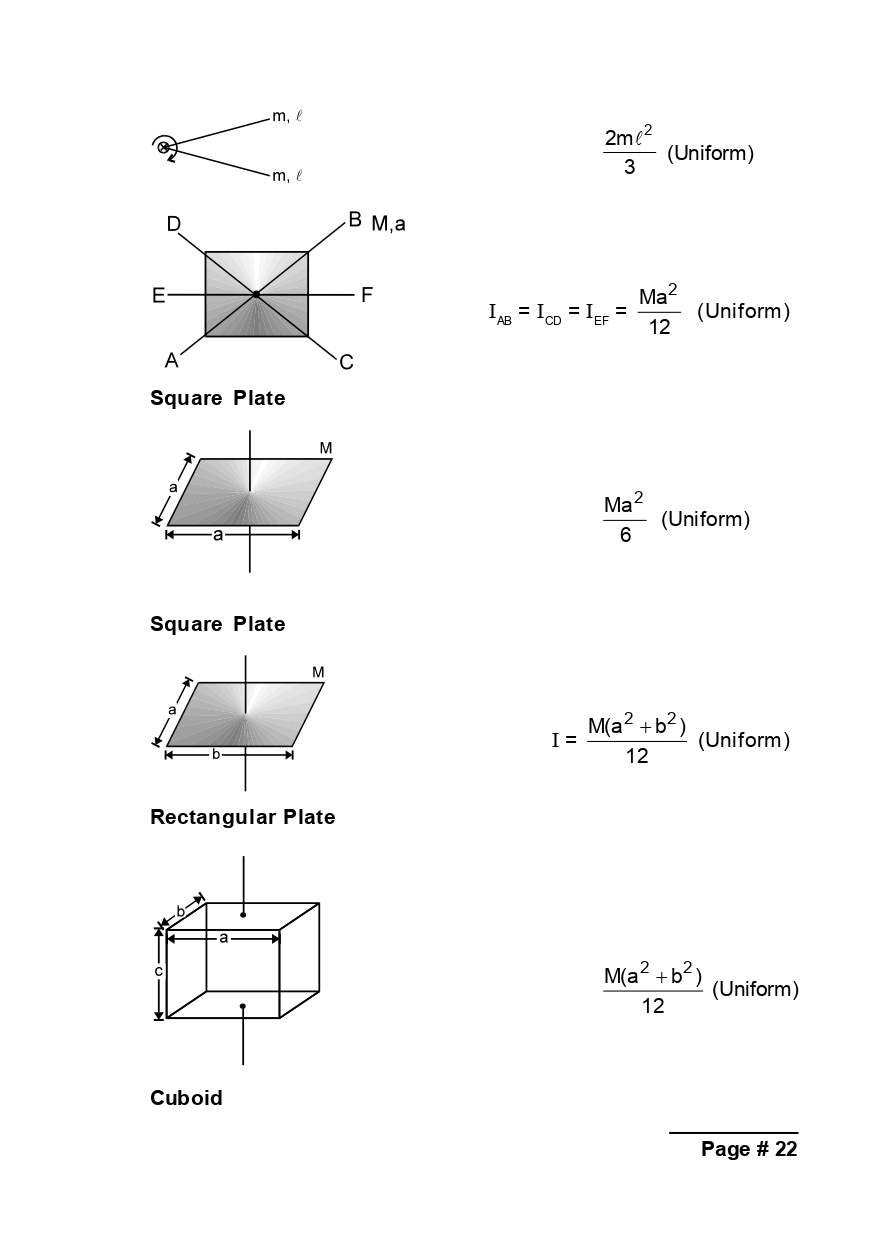 m, ℓ
m, ℓ
2mℓ²/3 (Uniform)
D B M,a
E F
A C
I_AB = I_CD = I_EF = Ma²/12 (Uniform)
Square Plate
M
a
a
Ma²/6 (Uniform)
Square Plate
M
a
b
I = M(a² + b²)/12 (Uniform)
Rectangular Plate
b
a
c
M(a² + b²)/12 (Uniform)
Cuboid
Page # 22